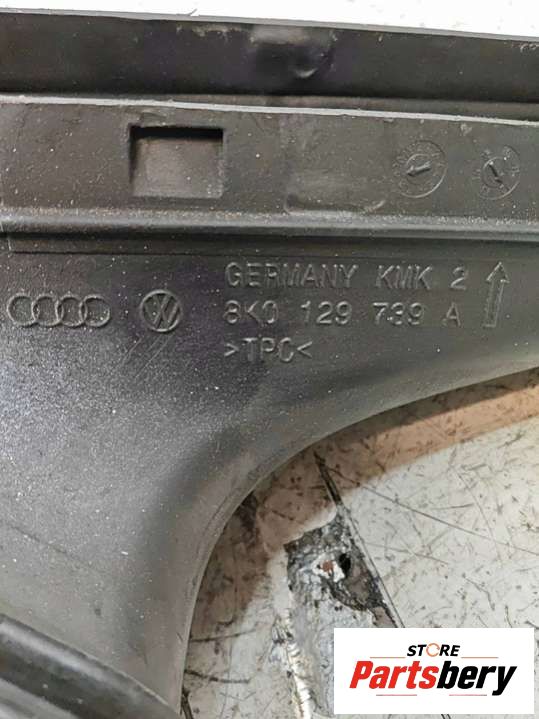 GERMANY KMK 2
8K0 129 739 A
>TPC<
STORE
Partsbery